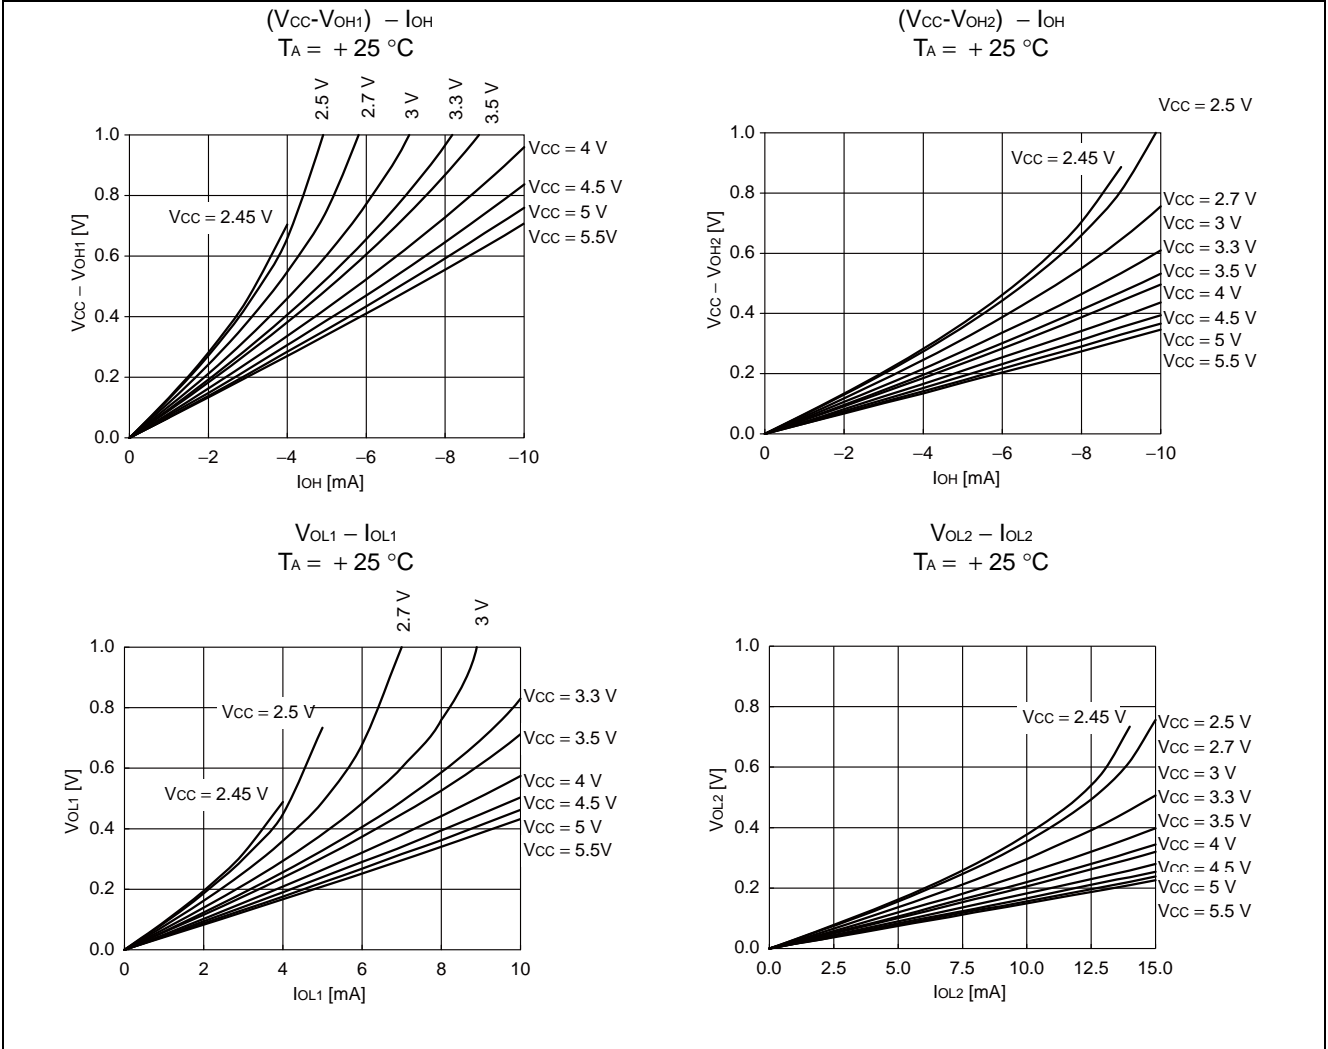 (VCC-VOH1) – IOH
TA = + 25 °C
2.5 V
2.7 V
3 V
3.3 V
3.5 V
1.0
0.8
0.6
0.4
0.2
0.0
VCC = 4 V
VCC = 4.5 V
VCC = 5 V
VCC = 5.5V
VCC = 2.45 V
VCC – VOH1 [V]
0
–2
–4
–6
–8
–10
IOH [mA]
(VCC-VOH2) – IOH
TA = + 25 °C
VCC = 2.5 V
1.0
0.8
0.6
0.4
0.2
0.0
VCC = 2.45 V
VCC = 2.7 V
VCC = 3 V
VCC = 3.3 V
VCC = 3.5 V
VCC = 4 V
VCC = 4.5 V
VCC = 5 V
VCC = 5.5 V
VCC – VOH2 [V]
0
–2
–4
–6
–8
–10
IOH [mA]
VOL1 – IOL1
TA = + 25 °C
2.7 V
3 V
1.0
0.8
0.6
0.4
0.2
0.0
VCC = 3.3 V
VCC = 2.5 V
VCC = 3.5 V
VCC = 4 V
VCC = 2.45 V
VCC = 4.5 V
VCC = 5 V
VCC = 5.5V
VOL1 [V]
0
2
4
6
8
10
IOL1 [mA]
VOL2 – IOL2
TA = + 25 °C
1.0
0.8
0.6
0.4
0.2
0.0
VCC = 2.45 V
VCC = 2.5 V
VCC = 2.7 V
VCC = 3 V
VCC = 3.3 V
VCC = 3.5 V
VCC = 4 V
VCC = 4.5 V
VCC = 5 V
VCC = 5.5 V
VOL2 [V]
0.0
2.5
5.0
7.5
10.0
12.5
15.0
IOL2 [mA]